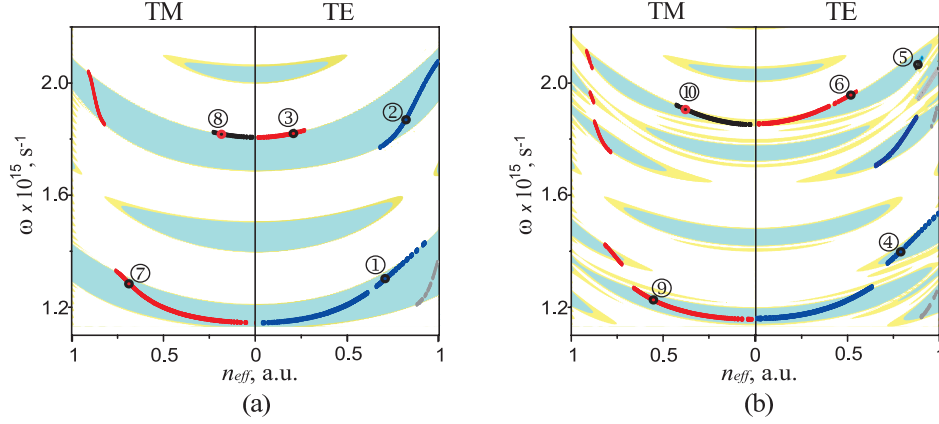 TM TE TM TE
2.0 2.0
1.6 1.6
1.2 1.2
ω x 10¹⁵, s⁻¹ ω x 10¹⁵, s⁻¹
⑧ ③ ② ⑦ ① ⑩ ⑥ ⑤ ④ ⑨
1 0.5 0 0.5 1 1 0.5 0 0.5 1
neff, a.u. neff, a.u.
(a) (b)